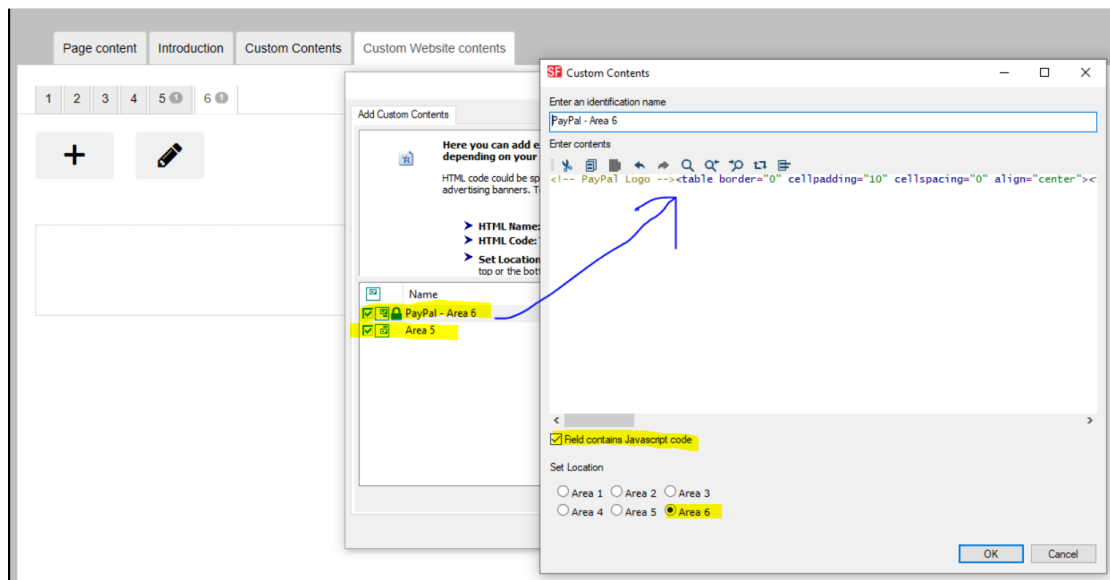 Page content Introduction Custom Contents Custom Website contents
1 2 3 4 5 1 6 1
Add Custom Contents
Here you can add e
depending on your
HTML code could be sp
advertising banners. T
HTML Name:
HTML Code:
Set Location
top or the bot
Name
PayPal - Area 6
Area 5
SF Custom Contents
Enter an identification name
PayPal - Area 6
Enter contents
<!-- PayPal Logo --><table border="0" cellpadding="10" cellspacing="0" align="center"><
Field contains Javascript code
Set Location
Area 1 Area 2 Area 3
Area 4 Area 5 Area 6
OK Cancel